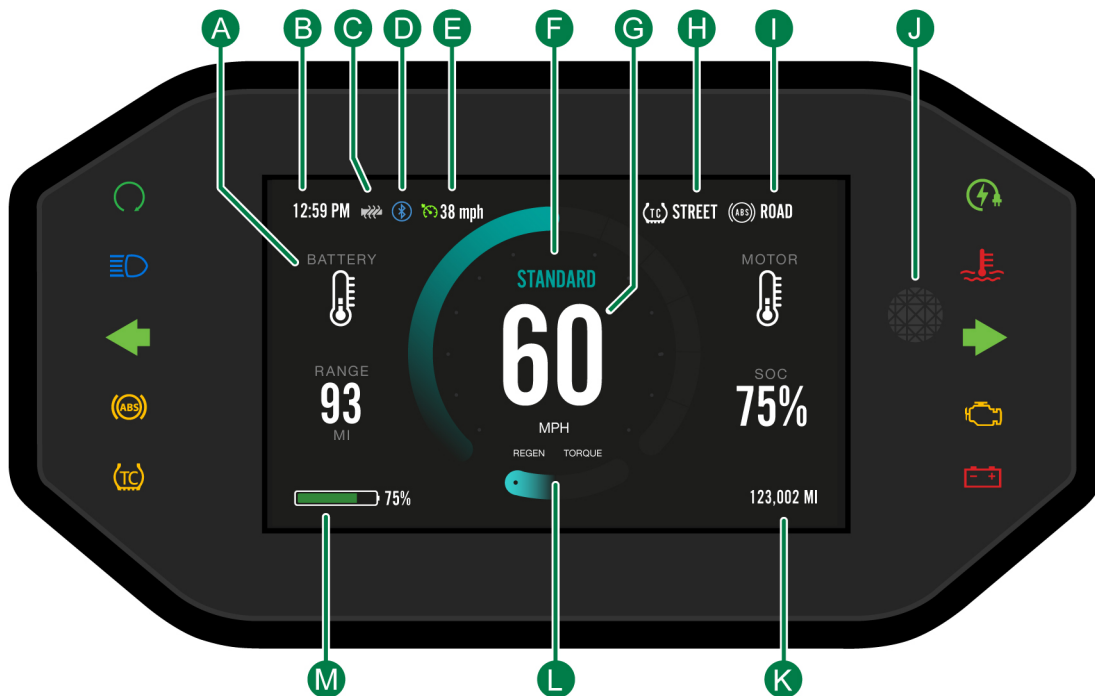 A B C D E F G H I J
12:59 PM 38 mph TC STREET ABS ROAD
BATTERY STANDARD MOTOR
60
RANGE SOC
93 75%
MI MPH
ABS REGEN TORQUE
TC 75% 123,002 MI
M L K